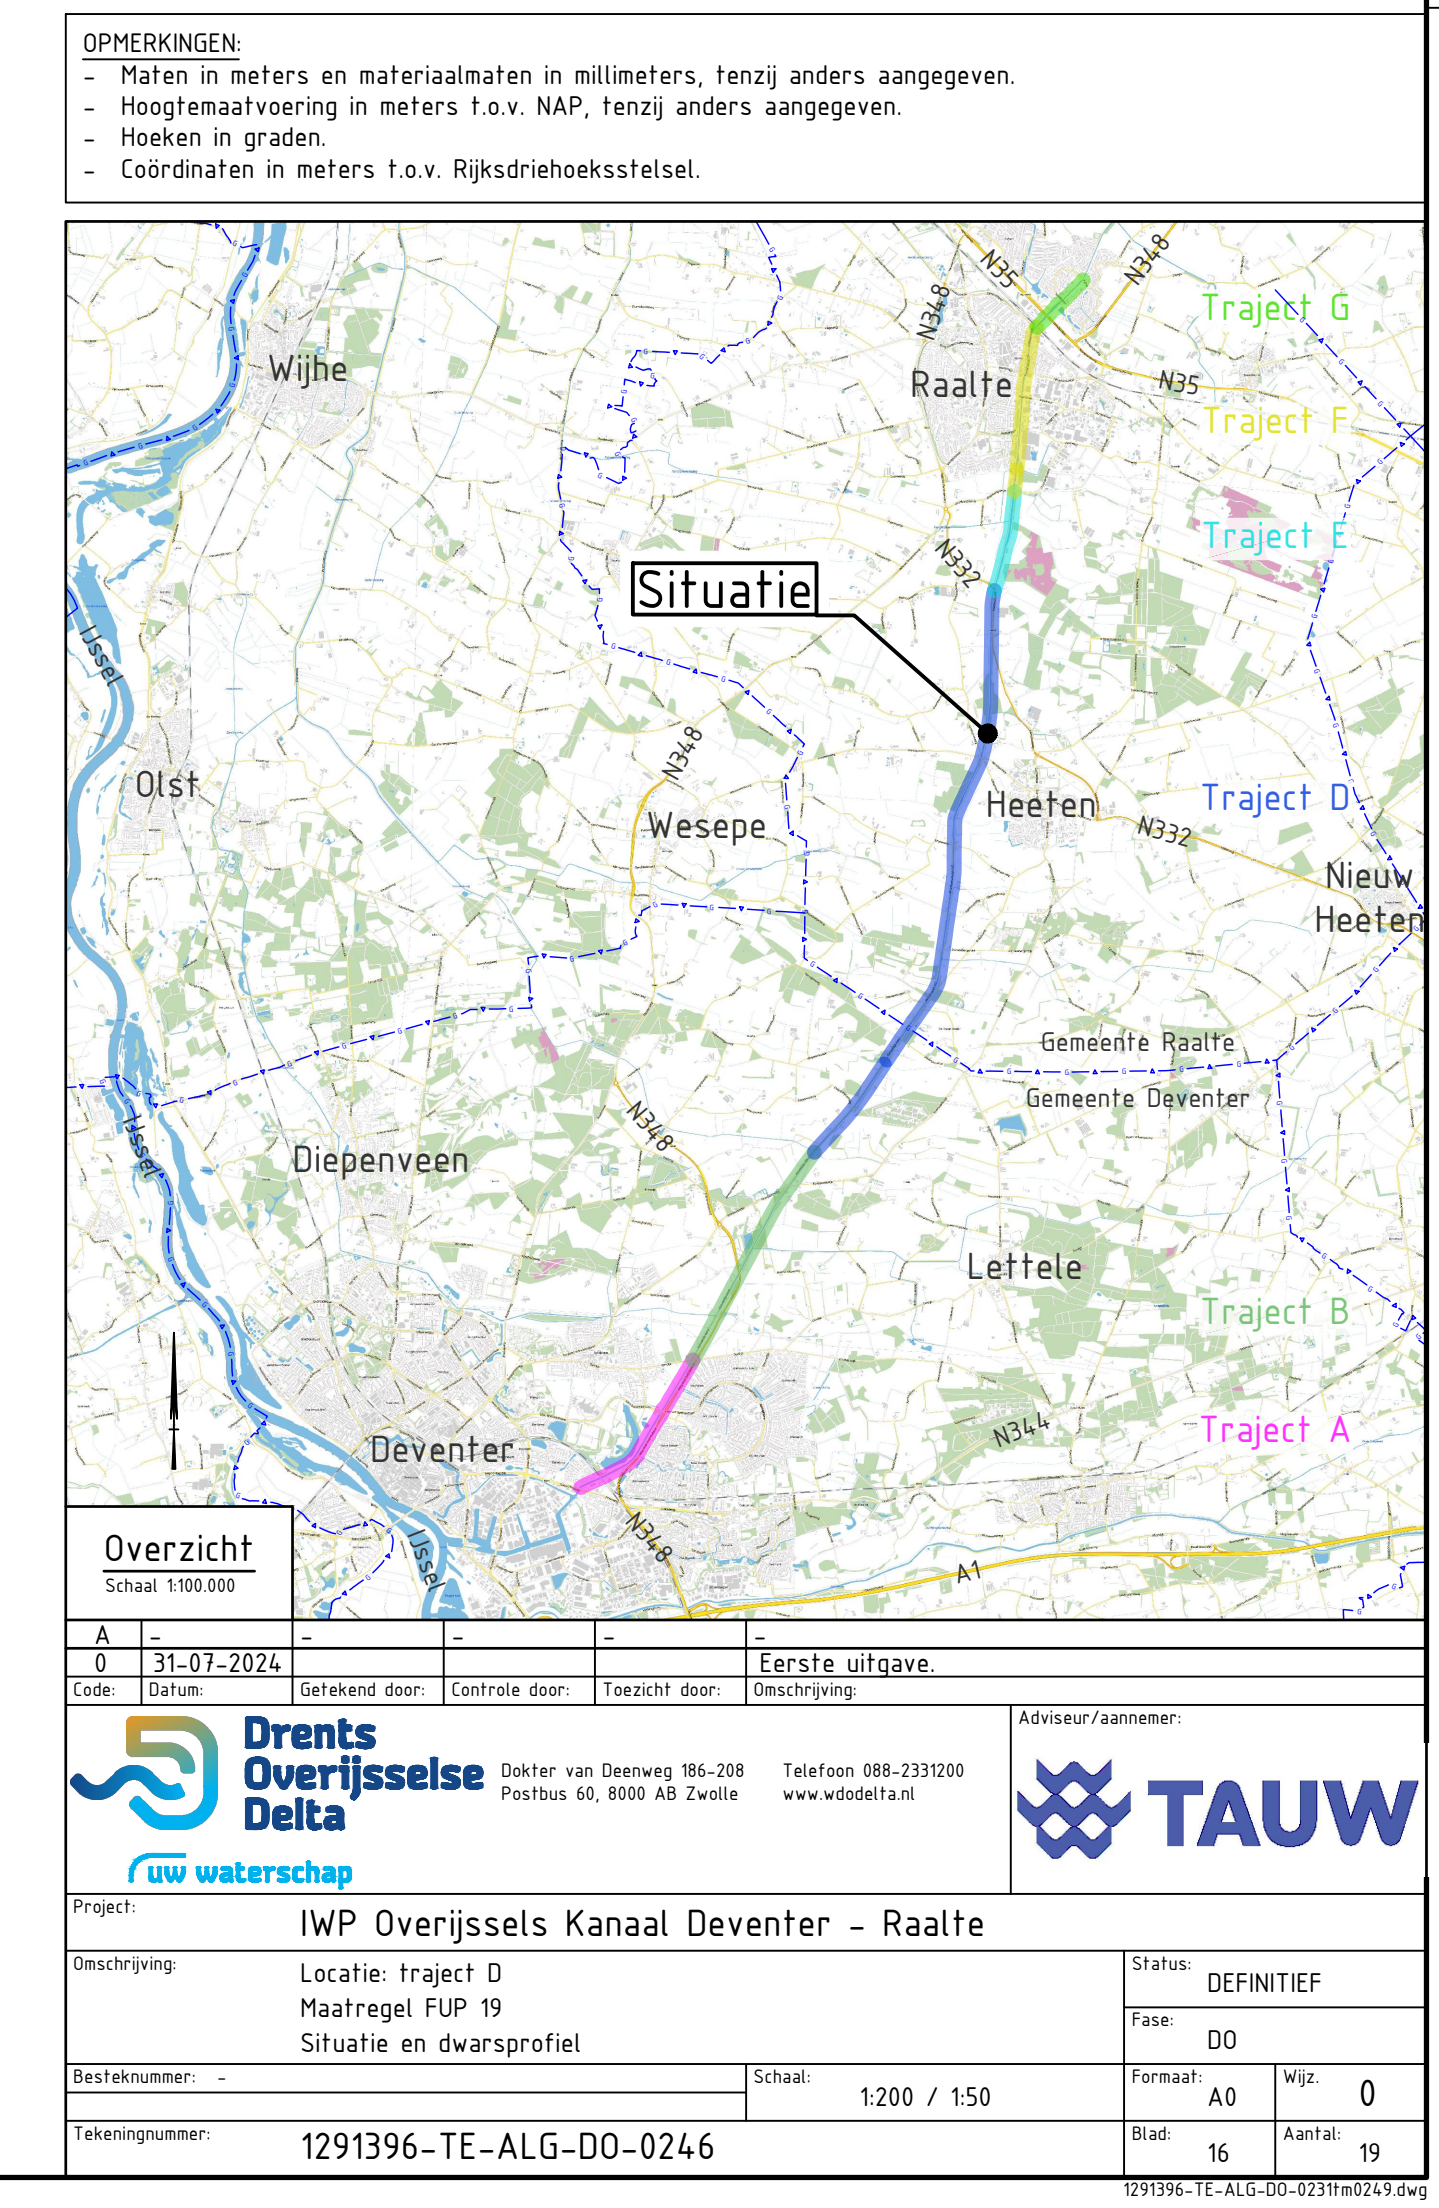 OPMERKINGEN:
- Maten in meters en materiaalmaten in millimeters, tenzij anders aangegeven.
- Hoogtemaatvoering in meters t.o.v. NAP, tenzij anders aangegeven.
- Hoeken in graden.
- Coördinaten in meters t.o.v. Rijksdriehoeksstelsel.
N35
N348
N348
Traject G
Wijhe
Raalte
N35
Traject F
Traject E
N332
Situatie
IJssel
N348
Olst
Traject D
Heeten
Wesepe
N332
Nieuw
Heeten
Gemeente Raalte
Gemeente Deventer
N348
IJssel
Diepenveen
Lettele
Traject B
Traject A
N344
Deventer
N348
IJssel
A1
Overzicht
Schaal 1:100.000
A - - - - -
0 31-07-2024 Eerste uitgave.
Code: Datum: Getekend door: Controle door: Toezicht door: Omschrijving:
Drents
Overijsselse
Delta
uw waterschap
Dokter van Deenweg 186-208 Telefoon 088-2331200
Postbus 60, 8000 AB Zwolle www.wdodelta.nl
Adviseur/aannemer:
TAUW
Project:
IWP Overijssels Kanaal Deventer - Raalte
Omschrijving:
Locatie: traject D
Maatregel FUP 19
Situatie en dwarsprofiel
Status:
DEFINITIEF
Fase:
DO
Besteknummer: -
Schaal:
1:200 / 1:50
Formaat:
A0
Wijz.
0
Tekeningnummer:
1291396-TE-ALG-DO-0246
Blad:
16
Aantal:
19
1291396-TE-ALG-DO-0231tm0249.dwg